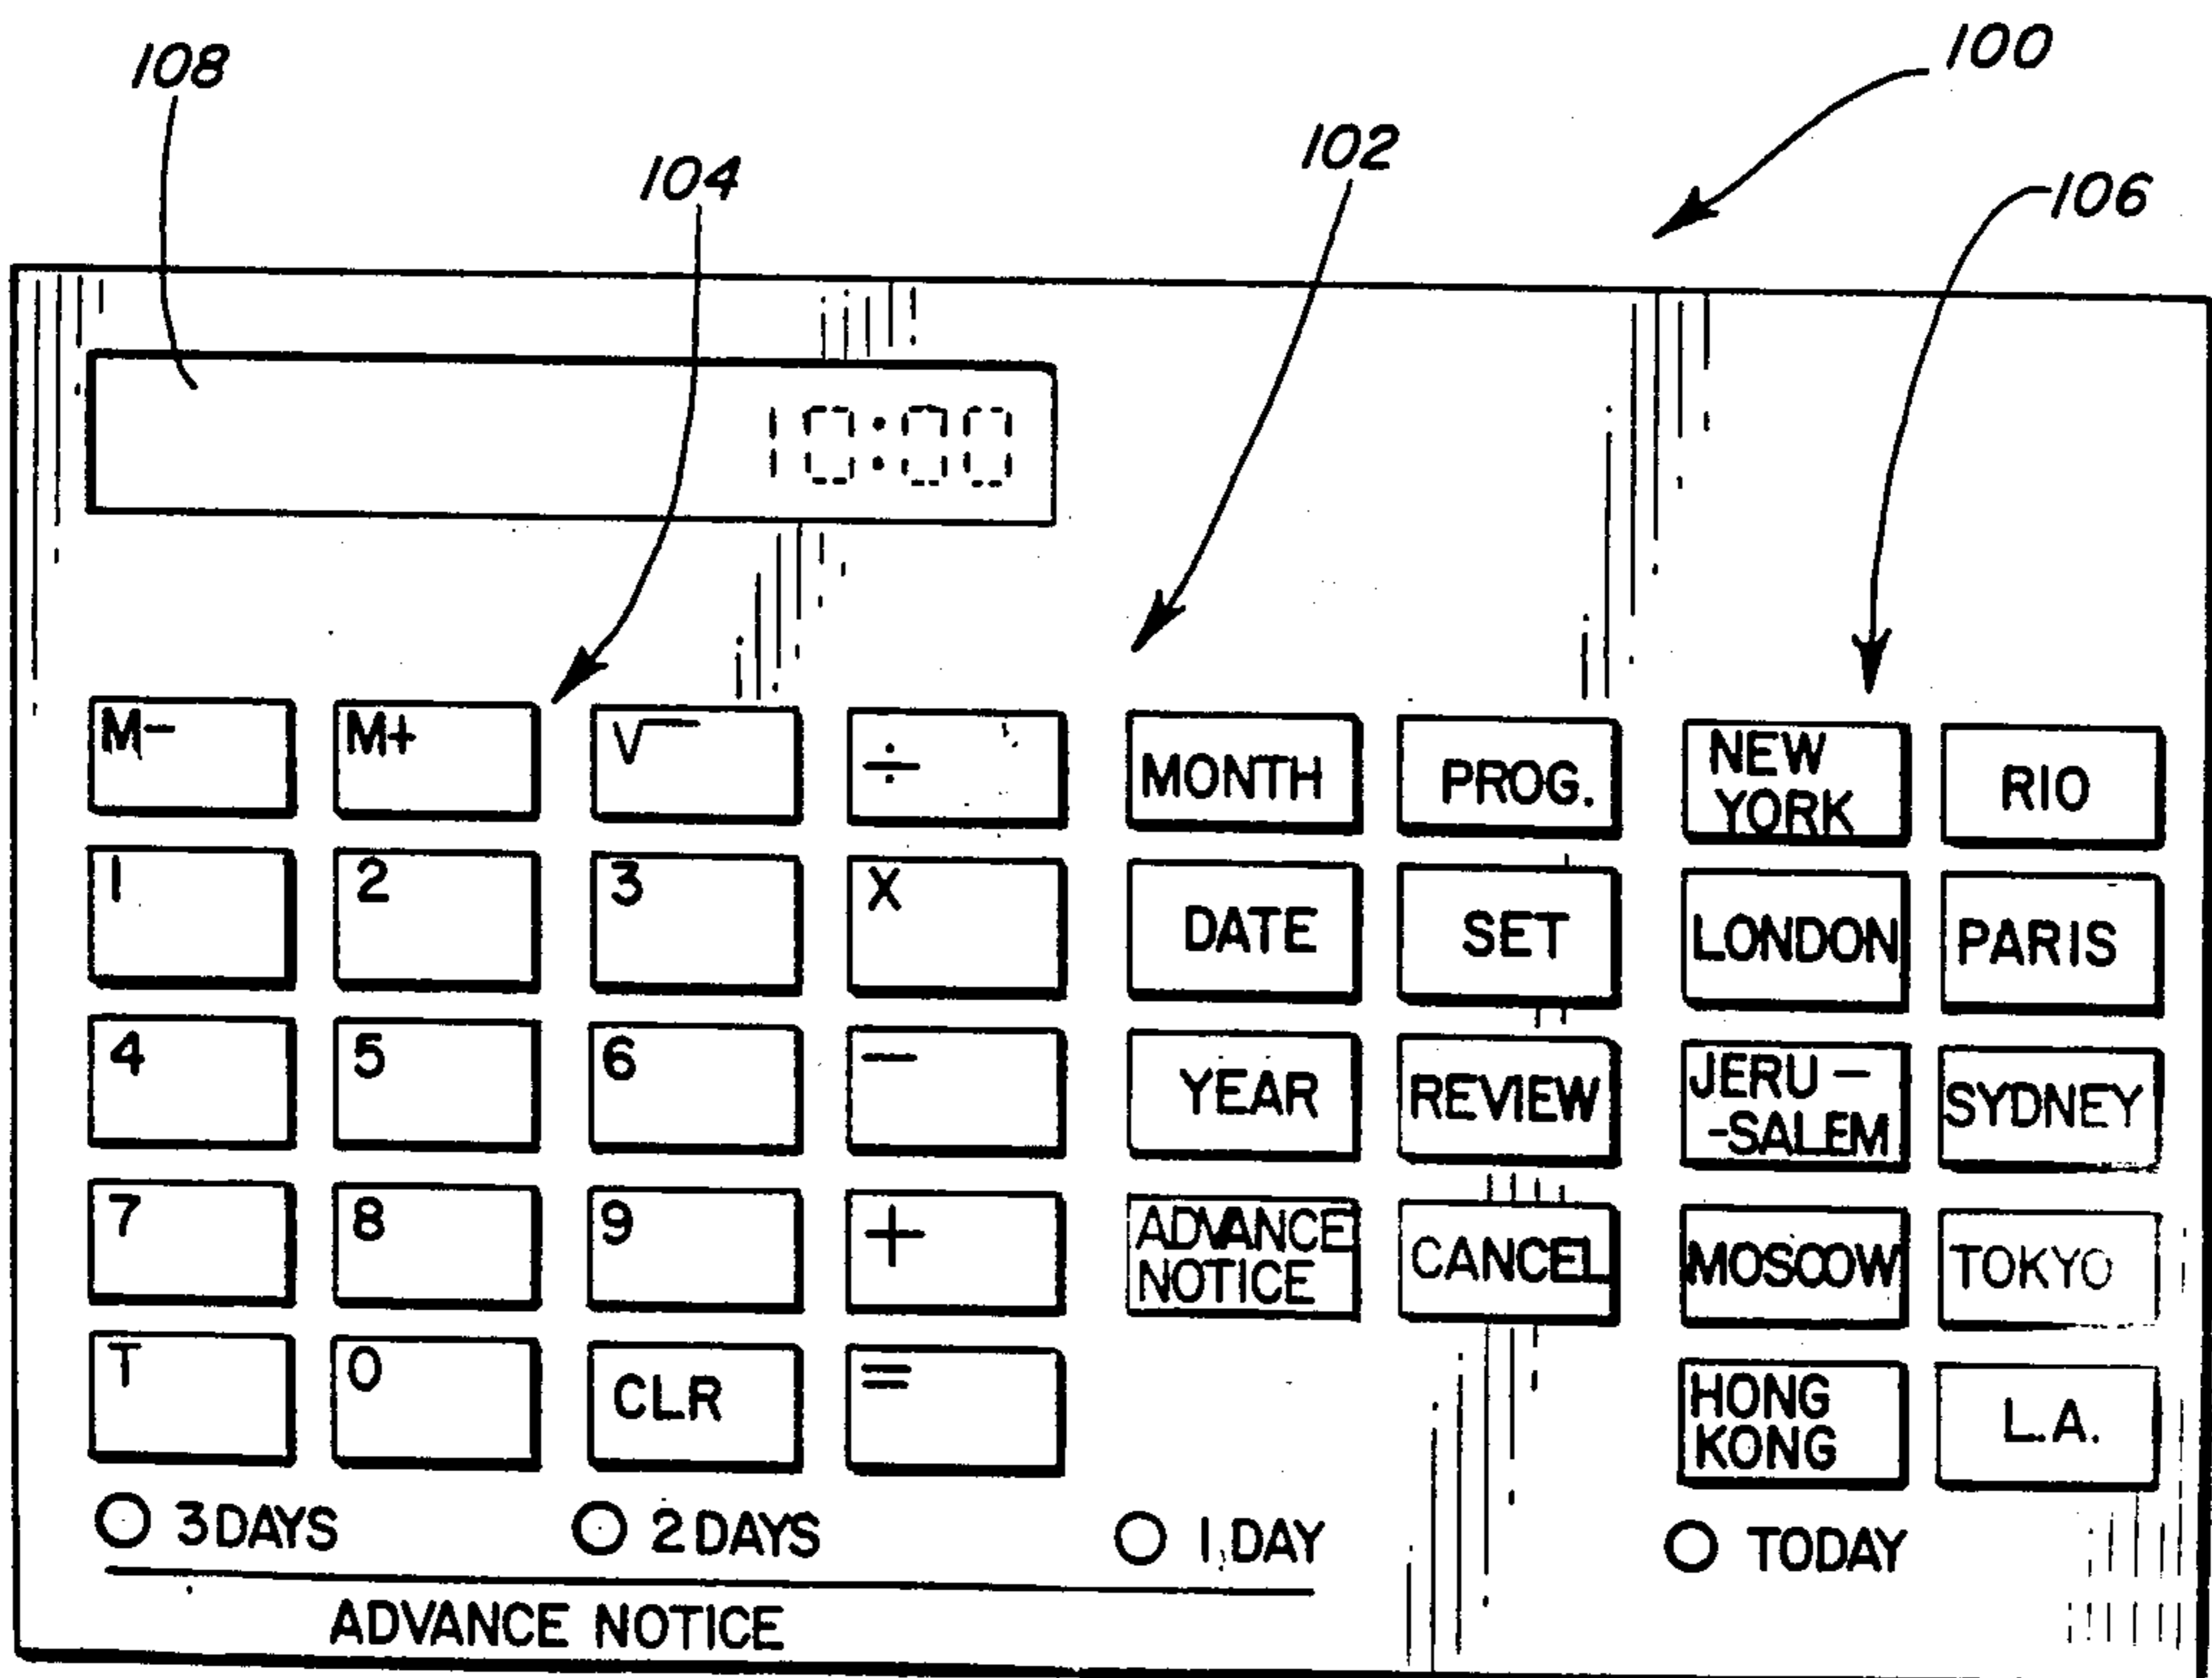 108
100
104
102
106
10:00
M- M+ √ ÷ MONTH PROG. NEW YORK RIO
1 2 3 X DATE SET LONDON PARIS
4 5 6 - YEAR REVIEW JERU- -SALEM SYDNEY
7 8 9 + ADVANCE NOTICE CANCEL MOSCOW TOKYO
T 0 CLR = HONG KONG L.A.
3 DAYS 2 DAYS 1 DAY TODAY
ADVANCE NOTICE